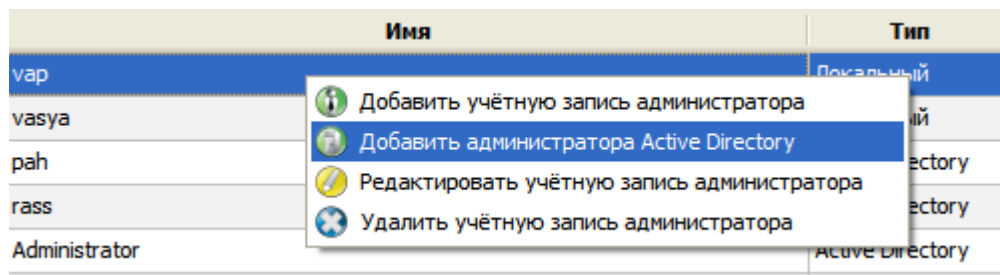 Имя Тип
vap Локальный
Добавить учётную запись администратора
vasya
Добавить администратора Active Directory
pah
Редактировать учётную запись администратора
rass
Удалить учётную запись администратора
Administrator Active Directory